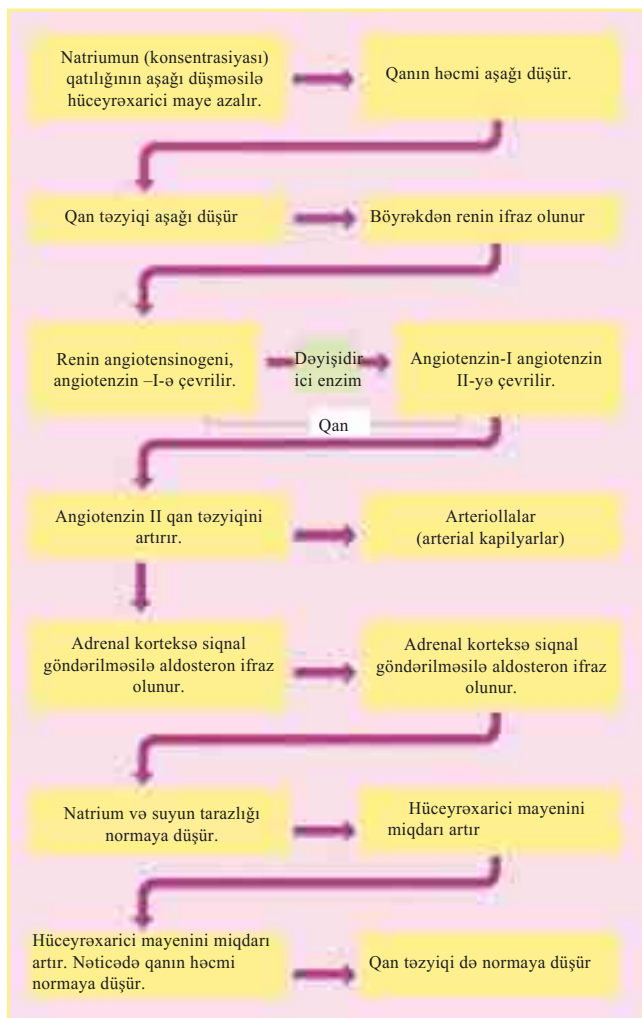 Natriumun (konsentrasiyası)
qatılığının aşağı düşməsilə
hüceyrəxarici maye azalır.
Qanın həcmi aşağı düşür.
Qan təzyiqi aşağı düşür
Böyrəkdən renin ifraz olunur
Renin angiotensinogeni,
angiotenzin –I-ə çevrilir.
Dəyişidir
ici enzim
Angiotenzin-I angiotenzin
II-yə çevrilir.
Qan
Angiotenzin II qan təzyiqini
artırır.
Arteriollalar
(arterial kapilyarlar)
Adrenal korteksə siqnal
göndərilməsilə aldosteron ifraz
olunur.
Adrenal korteksə siqnal
göndərilməsilə aldosteron ifraz
olunur.
Natrium və suyun tarazlığı
normaya düşür.
Hüceyrəxarici mayenini
miqdarı artır
Hüceyrəxarici mayenini miqdarı
artır. Nəticədə qanın həcmi
normaya düşür.
Qan təzyiqi də normaya düşür